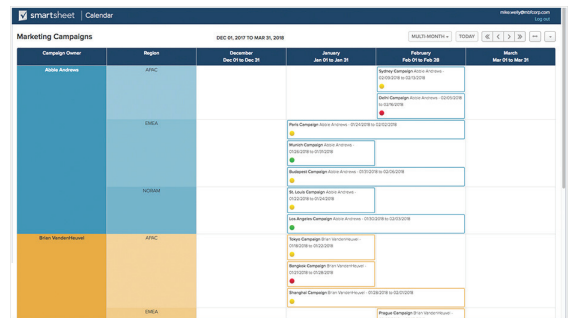 smartsheet | Calendar
mike.welly@mbfcorp.com
Log out
Marketing Campaigns
DEC 01, 2017 TO MAR 31, 2018
MULTI-MONTH
TODAY
Campaign Owner
Region
December
Dec 01 to Dec 31
January
Jan 01 to Jan 31
February
Feb 01 to Feb 28
March
Mar 01 to Mar 31
Abbie Andrews
APAC
Sydney Campaign Abbie Andrews -
02/09/2018 to 02/13/2018
Delhi Campaign Abbie Andrews - 02/05/2018
to 02/16/2018
EMEA
Paris Campaign Abbie Andrews - 01/24/2018 to 02/02/2018
Munich Campaign Abbie Andrews -
01/26/2018 to 01/31/2018
Budapest Campaign Abbie Andrews - 01/31/2018 to 02/06/2018
NORAM
St. Louis Campaign Abbie Andrews -
01/22/2018 to 01/24/2018
Los Angeles Campaign Abbie Andrews - 01/30/2018 to 02/03/2018
Brian VandenHeuvel
APAC
Tokyo Campaign Brian VandenHeuvel -
01/18/2018 to 01/22/2018
Bangkok Campaign Brian VandenHeuvel -
01/27/2018 to 01/28/2018
Shanghai Campaign Brian VandenHeuvel - 01/28/2018 to 02/01/2018
EMEA
Prague Campaign Brian VandenHeuvel -